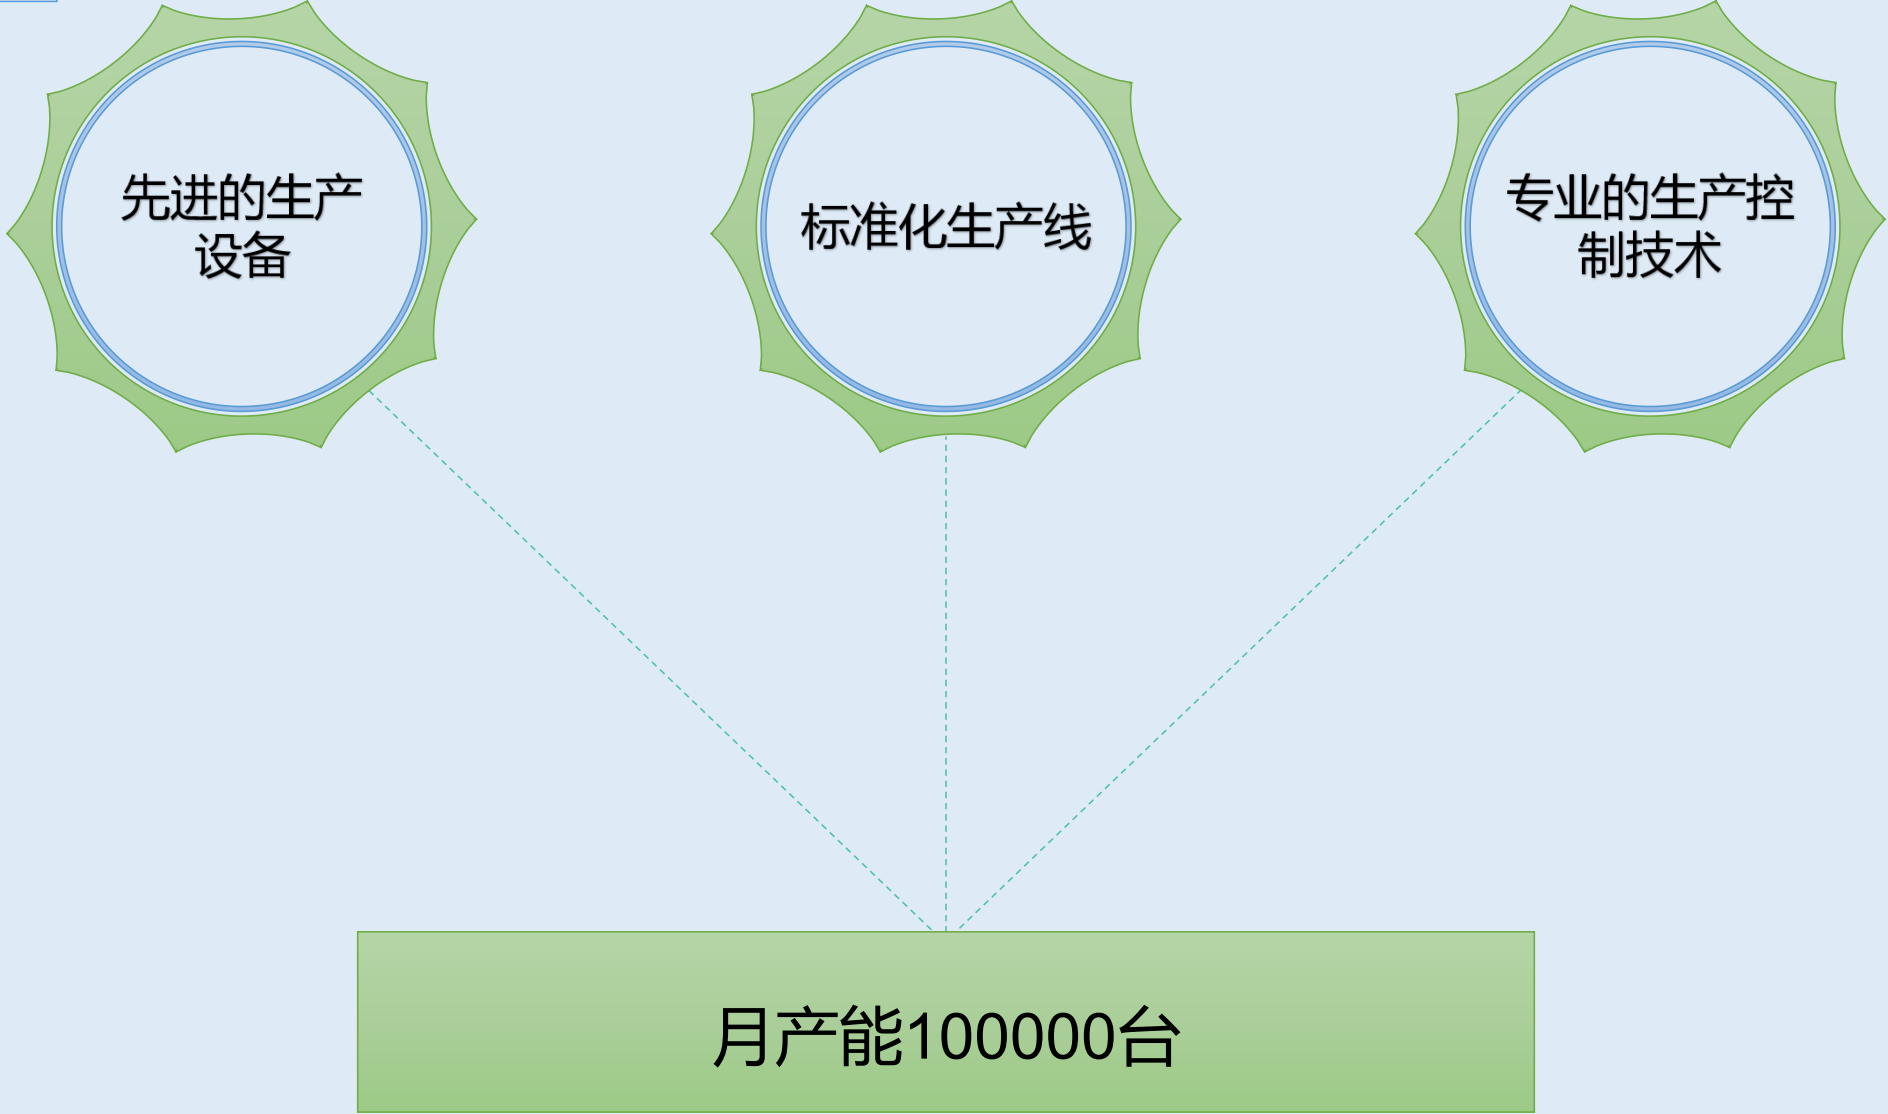 先进的生产
设备
标准化生产线
专业的生产控
制技术
月产能100000台